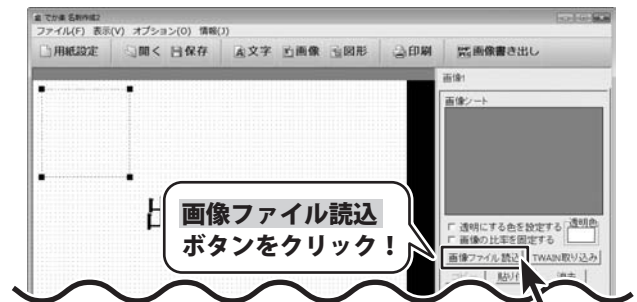 でか楽 名刺作成2
ファイル(F) 表示(V) オプション(O) 情報(J)
用紙設定 開く 保存 文字 画像 図形 印刷 画像書き出し
画像1
画像シート
透明にする色を設定する 透明色
画像の比率を固定する
画像ファイル読込 TWAIN取り込み
画像ファイル読込
ボタンをクリック！